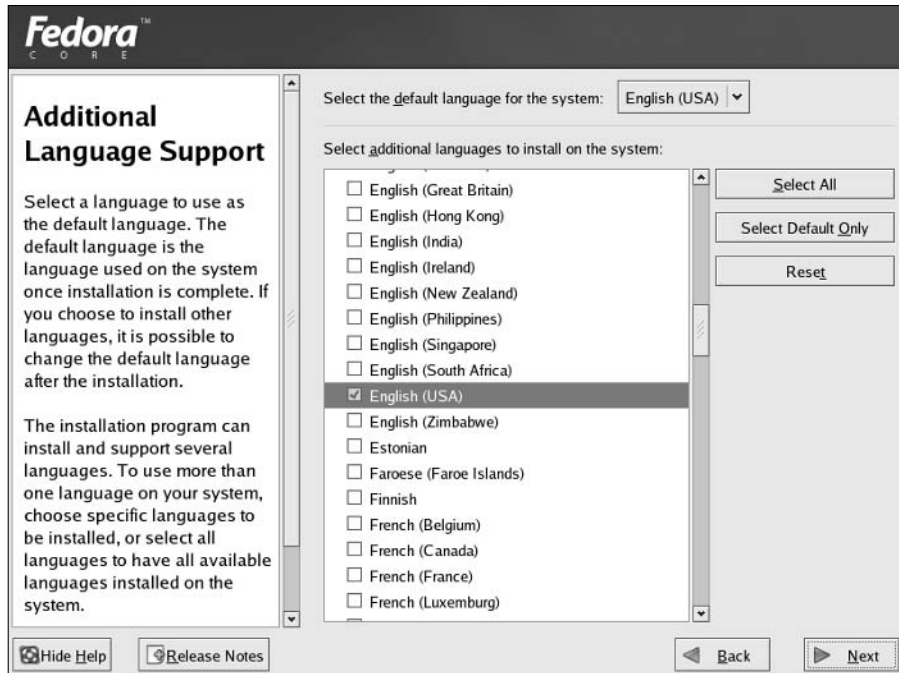 Fedora™
CORE
Additional
Language Support
Select a language to use as
the default language. The
default language is the
language used on the system
once installation is complete. If
you choose to install other
languages, it is possible to
change the default language
after the installation.
The installation program can
install and support several
languages. To use more than
one language on your system,
choose specific languages to
be installed, or select all
languages to have all available
languages installed on the
system.
Select the default language for the system: English (USA)
Select additional languages to install on the system:
English (Great Britain)
English (Hong Kong)
English (India)
English (Ireland)
English (New Zealand)
English (Philippines)
English (Singapore)
English (South Africa)
English (USA)
English (Zimbabwe)
Estonian
Faroese (Faroe Islands)
Finnish
French (Belgium)
French (Canada)
French (France)
French (Luxemburg)
Select All
Select Default Only
Reset
Hide Help
Release Notes
Back
Next